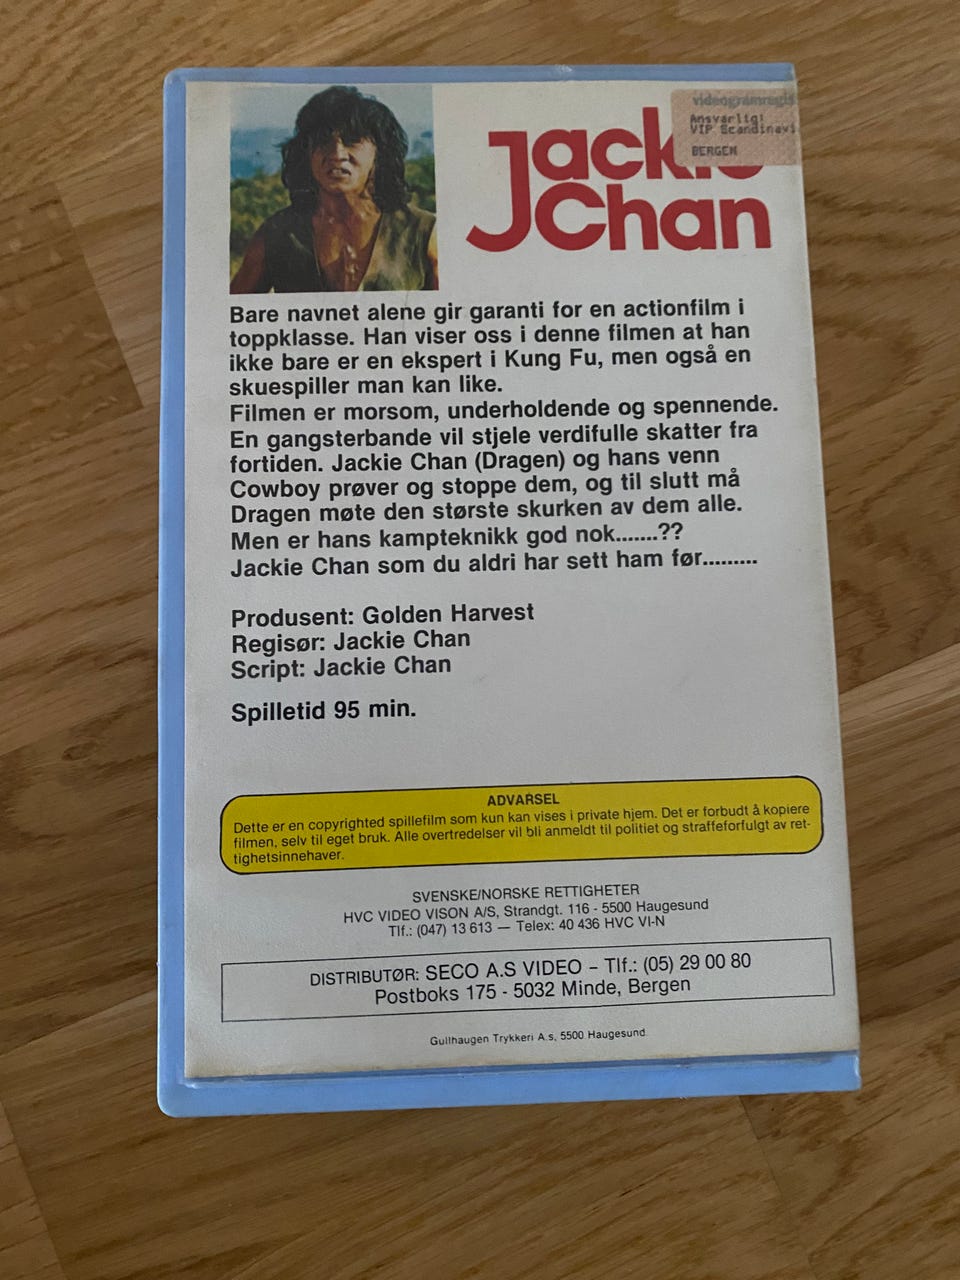 videogramregis
Ansvarlig!
VIP Scandinavi
BERGEN
Jackie
Chan
Bare navnet alene gir garanti for en actionfilm i
toppklasse. Han viser oss i denne filmen at han
ikke bare er en ekspert i Kung Fu, men også en
skuespiller man kan like.
Filmen er morsom, underholdende og spennende.
En gangsterbande vil stjele verdifulle skatter fra
fortiden. Jackie Chan (Dragen) og hans venn
Cowboy prøver og stoppe dem, og til slutt må
Dragen møte den største skurken av dem alle.
Men er hans kampteknikk god nok.......??
Jackie Chan som du aldri har sett ham før.........
Produsent: Golden Harvest
Regisør: Jackie Chan
Script: Jackie Chan
Spilletid 95 min.
ADVARSEL
Dette er en copyrighted spillefilm som kun kan vises i private hjem. Det er forbudt å kopiere
filmen, selv til eget bruk. Alle overtredelser vil bli anmeldt til politiet og straffeforfulgt av ret-
tighetsinnehaver.
SVENSKE/NORSKE RETTIGHETER
HVC VIDEO VISON A/S, Strandgt. 116 - 5500 Haugesund
Tlf.: (047) 13 613 — Telex: 40 436 HVC VI-N
DISTRIBUTØR: SECO A.S VIDEO – Tlf.: (05) 29 00 80
Postboks 175 - 5032 Minde, Bergen
Gullhaugen Trykkeri A.s, 5500 Haugesund